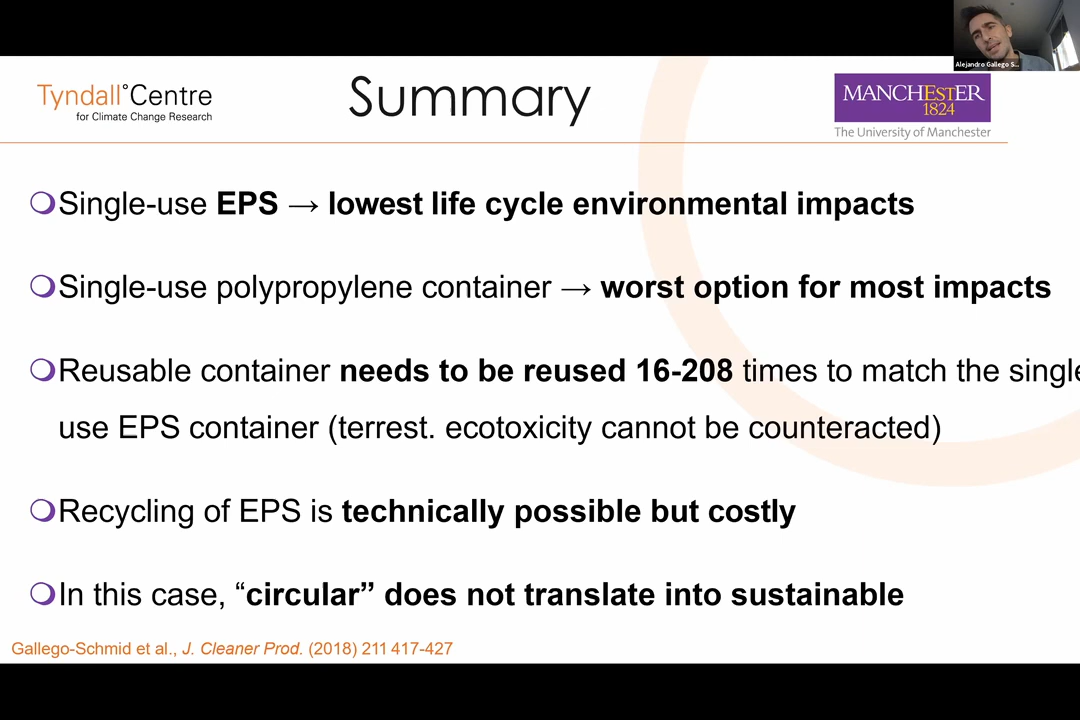 Alejandro Gallego S...
Tyndall°Centre
for Climate Change Research
Summary
MANCHESTER
1824
The University of Manchester
Single-use EPS → lowest life cycle environmental impacts
Single-use polypropylene container → worst option for most impacts
Reusable container needs to be reused 16-208 times to match the single
use EPS container (terrest. ecotoxicity cannot be counteracted)
Recycling of EPS is technically possible but costly
In this case, “circular” does not translate into sustainable
Gallego-Schmid et al., J. Cleaner Prod. (2018) 211 417-427